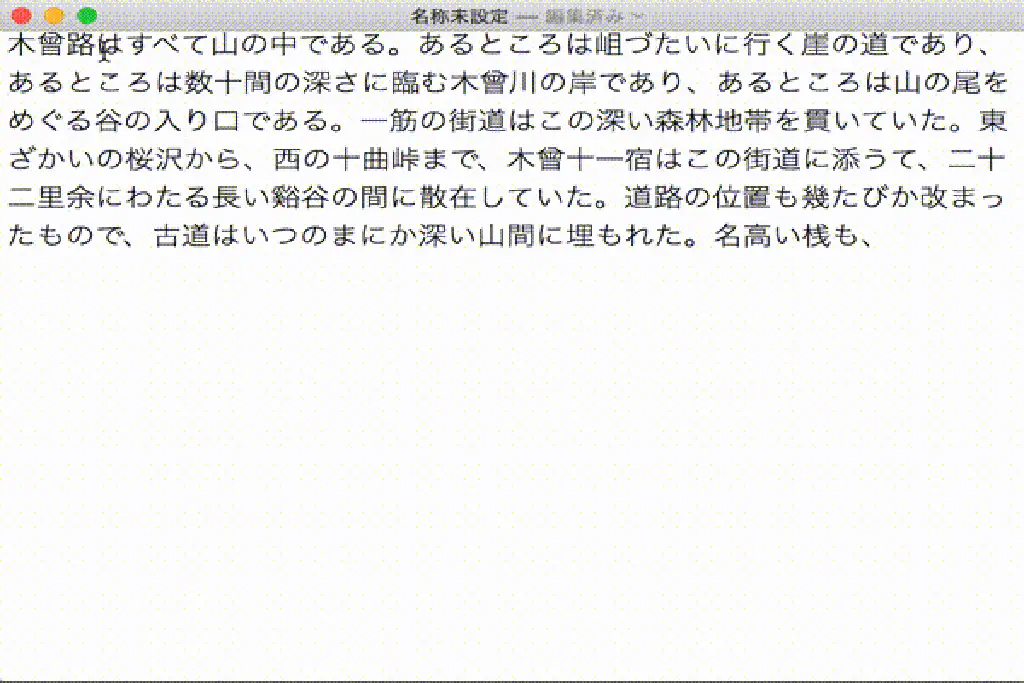 名称未設定 — 編集済み
木曾路はすべて山の中である。あるところは岨づたいに行く崖の道であり、
あるところは数十間の深さに臨む木曾川の岸であり、あるところは山の尾を
めぐる谷の入り口である。一筋の街道はこの深い森林地帯を貫いていた。東
ざかいの桜沢から、西の十曲峠まで、木曾十一宿はこの街道に添うて、二十
二里余にわたる長い谿谷の間に散在していた。道路の位置も幾たびか改まっ
たもので、古道はいつのまにか深い山間に埋もれた。名高い桟も、